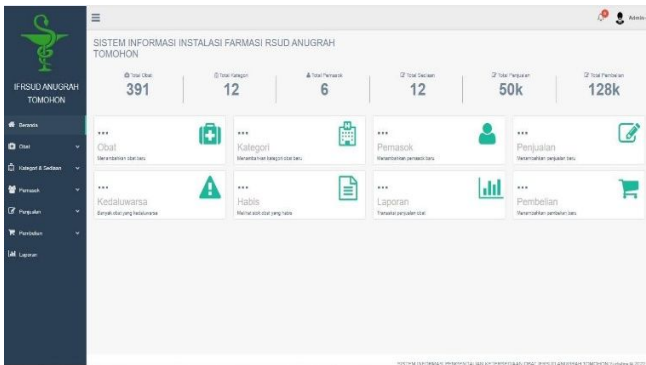 Admin
SISTEM INFORMASI INSTALASI FARMASI RSUD ANUGRAH
TOMOHON
IFRSUD ANUGRAH
TOMOHON
Total Obat
391
Total Kategori
12
Total Pemasok
6
Total Sediaan
12
Total Penjualan
50k
Total Pembelian
128k
Beranda
Obat
Kategori & Sediaan
Pemasok
Penjualan
Pembelian
Laporan
Obat
Menambahkan obat baru
Kategori
Menambahkan kategori obat baru
Pemasok
Menambahkan pemasok baru
Penjualan
Menambahkan penjualan baru
Kedaluwarsa
Banyak obat yang kedaluwarsa
Habis
Melihat stok obat yang habis
Laporan
Transaksi penjualan obat
Pembelian
Menambahkan pembelian baru